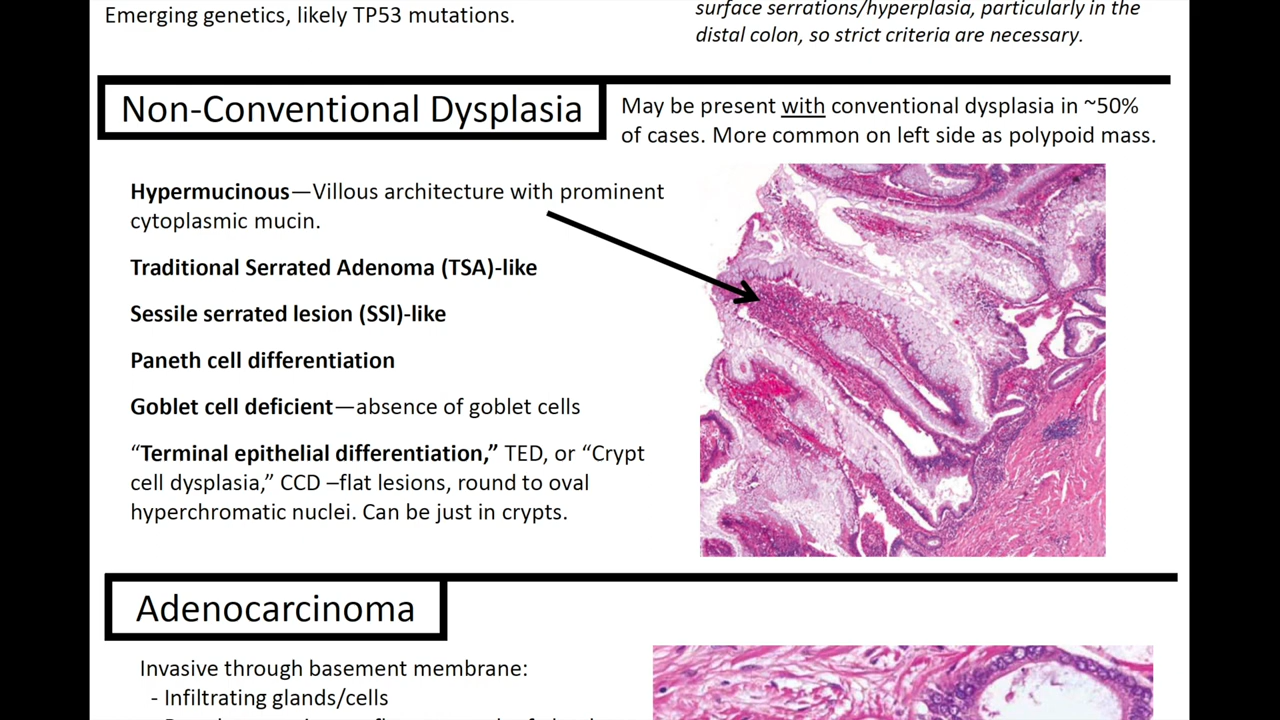 Emerging genetics, likely TP53 mutations.
surface serrations/hyperplasia, particularly in the
distal colon, so strict criteria are necessary.
Non-Conventional Dysplasia
May be present with conventional dysplasia in ~50%
of cases. More common on left side as polypoid mass.
Hypermucinous—Villous architecture with prominent
cytoplasmic mucin.
Traditional Serrated Adenoma (TSA)-like
Sessile serrated lesion (SSl)-like
Paneth cell differentiation
Goblet cell deficient—absence of goblet cells
“Terminal epithelial differentiation,” TED, or “Crypt
cell dysplasia,” CCD –flat lesions, round to oval
hyperchromatic nuclei. Can be just in crypts.
Adenocarcinoma
Invasive through basement membrane:
- Infiltrating glands/cells